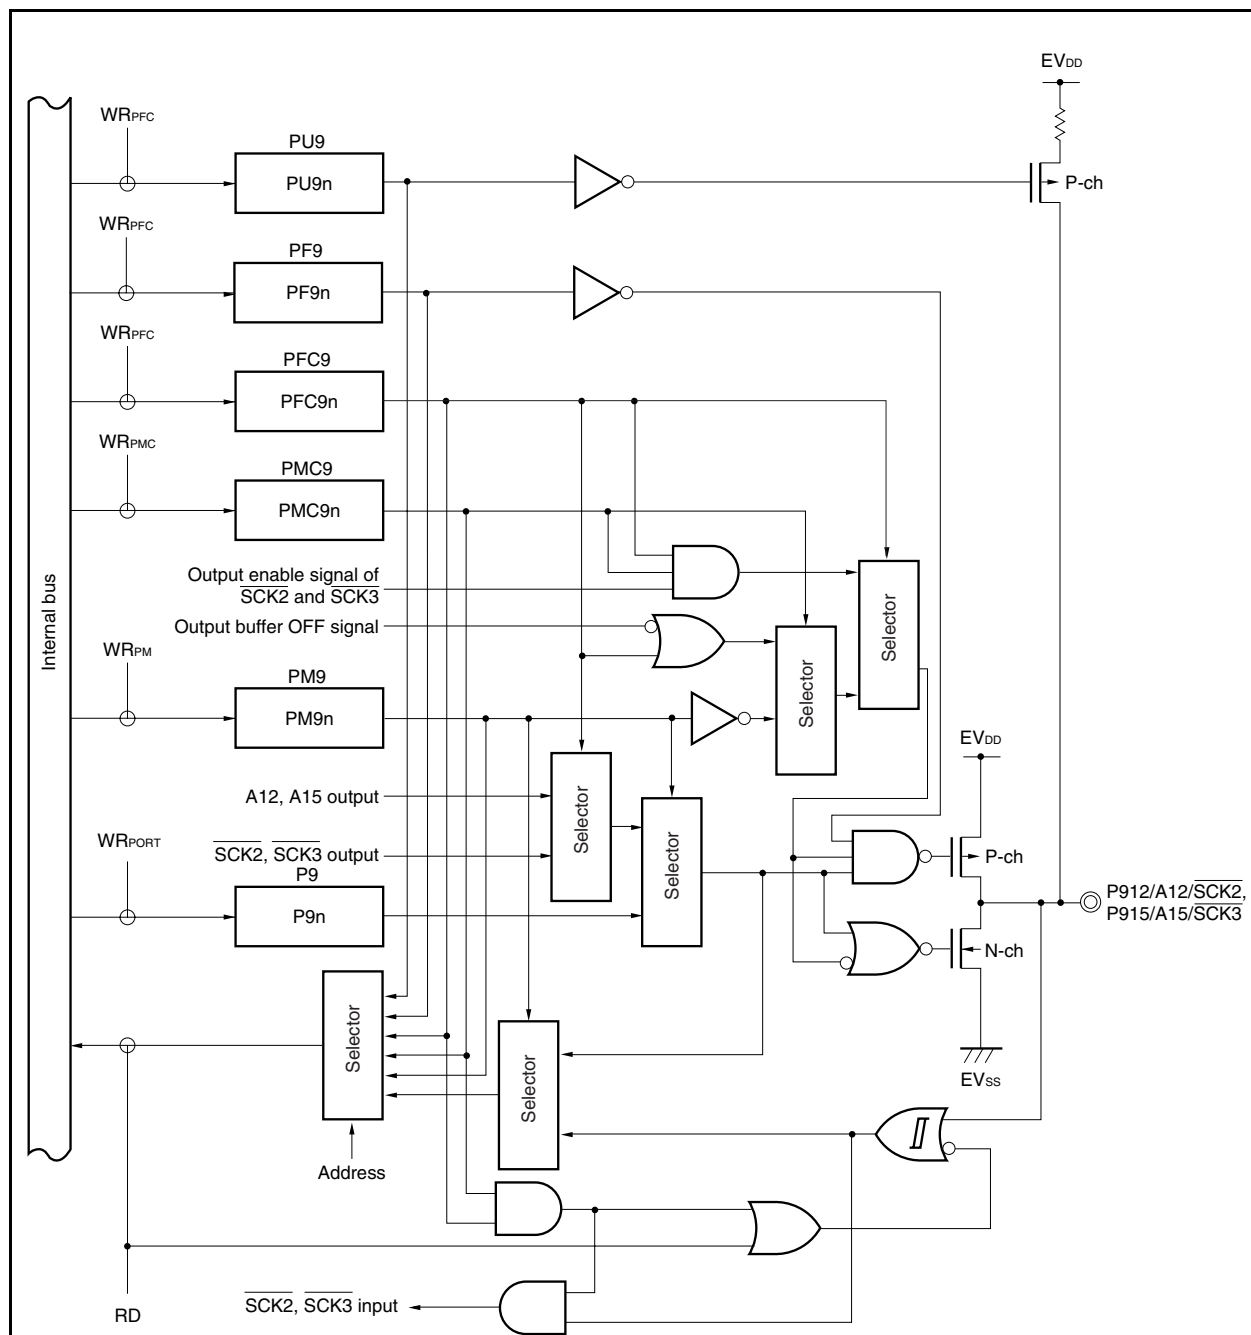 EVDD
WRPFC
PU9
PU9n
P-ch
WRPFC
PF9
PF9n
WRPFC
PFC9
PFC9n
WRPMC
PMC9
PMC9n
Internal bus
Output enable signal of
SCK2 and SCK3
Output buffer OFF signal
Selector
Selector
WRPM
PM9
PM9n
EVDD
A12, A15 output
Selector
Selector
WRPORT
SCK2, SCK3 output
P-ch
P9
P9n
P912/A12/SCK2,
P915/A15/SCK3
N-ch
Selector
Selector
EVSS
Address
RD
SCK2, SCK3 input